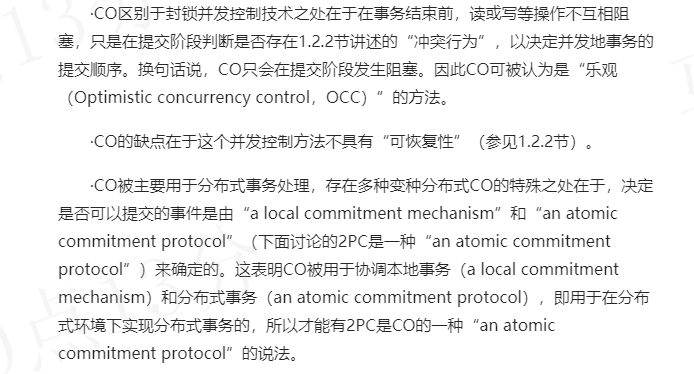 ·CO区别于封锁并发控制技术之处在于在事务结束前，读或写等操作不互相阻
塞，只是在提交阶段判断是否存在1.2.2节讲述的“冲突行为”，以决定并发地事务的
提交顺序。换句话说，CO只会在提交阶段发生阻塞。因此CO可被认为是“乐观
（Optimistic concurrency control，OCC）”的方法。
·CO的缺点在于这个并发控制方法不具有“可恢复性”（参见1.2.2节）。
·CO被主要用于分布式事务处理，存在多种变种分布式CO的特殊之处在于，决定
是否可以提交的事件是由“a local commitment mechanism”和“an atomic
commitment protocol”（下面讨论的2PC是一种“an atomic commitment
protocol”）来确定的。这表明CO被用于协调本地事务（a local commitment
mechanism）和分布式事务（an atomic commitment protocol），即用于在分布
式环境下实现分布式事务的，所以才能有2PC是CO的一种“an atomic
commitment protocol”的说法。